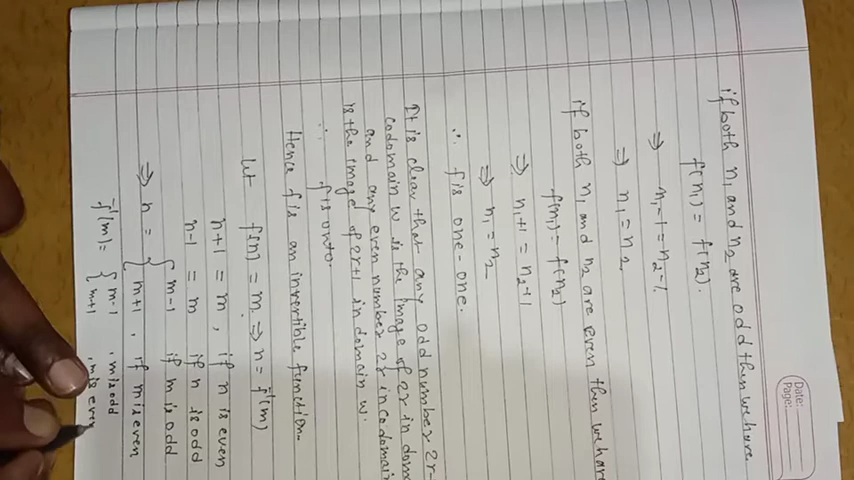 Date:
Page:
if both n₁ and n₂ are odd then we have
f(n₁) = f(n₂).
⇒ n₁-1 = n₂-1.
⇒ n₁ = n₂
if both n₁ and n₂ are even then we have
f(n₁) = f(n₂)
⇒ n₁+1 = n₂+1
⇒ n₁ = n₂
∴ f is one-one.
It is clear that any odd number 2r-
codomain w is the image of 2r in dom
and any even number 2r in codomain
is the image of 2r+1 in domain w.
∴ f is onto.
Hence f is an invertible function.
let f(n) = m. ⇒ n = f⁻¹(m)
n+1 = m, if n is even
n-1 = m if n is odd
⇒ n = { m-1 if m is odd
{ m+1, if m is even
f⁻¹(m) = { m-1, m is odd
{ m+1, m is even